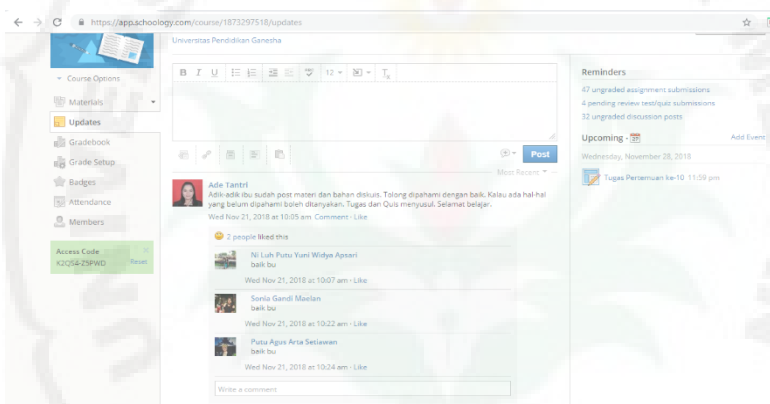 https://app.schoology.com/course/1873297518/updates
Universitas Pendidikan Ganesha
Course Options
Materials
Updates
Gradebook
Grade Setup
Badges
Attendance
Members
Access Code
K2QS4-Z5PWD Reset
B I U 12
Post
Most Recent
Ade Tantri
Adik-adik ibu sudah post materi dan bahan diskuis. Tolong dipahami dengan baik. Kalau ada hal-hal
yang belum dipahami boleh ditanyakan. Tugas dan Quis menyusul. Selamat belajar.
Wed Nov 21, 2018 at 10:05 am · Comment · Like
2 people liked this
Ni Luh Putu Yuni Widya Apsari
baik bu
Wed Nov 21, 2018 at 10:07 am · Like
Sonia Gandi Maelan
baik bu
Wed Nov 21, 2018 at 10:22 am · Like
Putu Agus Arta Setiawan
baik bu
Wed Nov 21, 2018 at 10:24 am · Like
Write a comment
Reminders
47 ungraded assignment submissions
4 pending review test/quiz submissions
32 ungraded discussion posts
Upcoming · Add Event
Wednesday, November 28, 2018
Tugas Pertemuan ke-10 11:59 pm